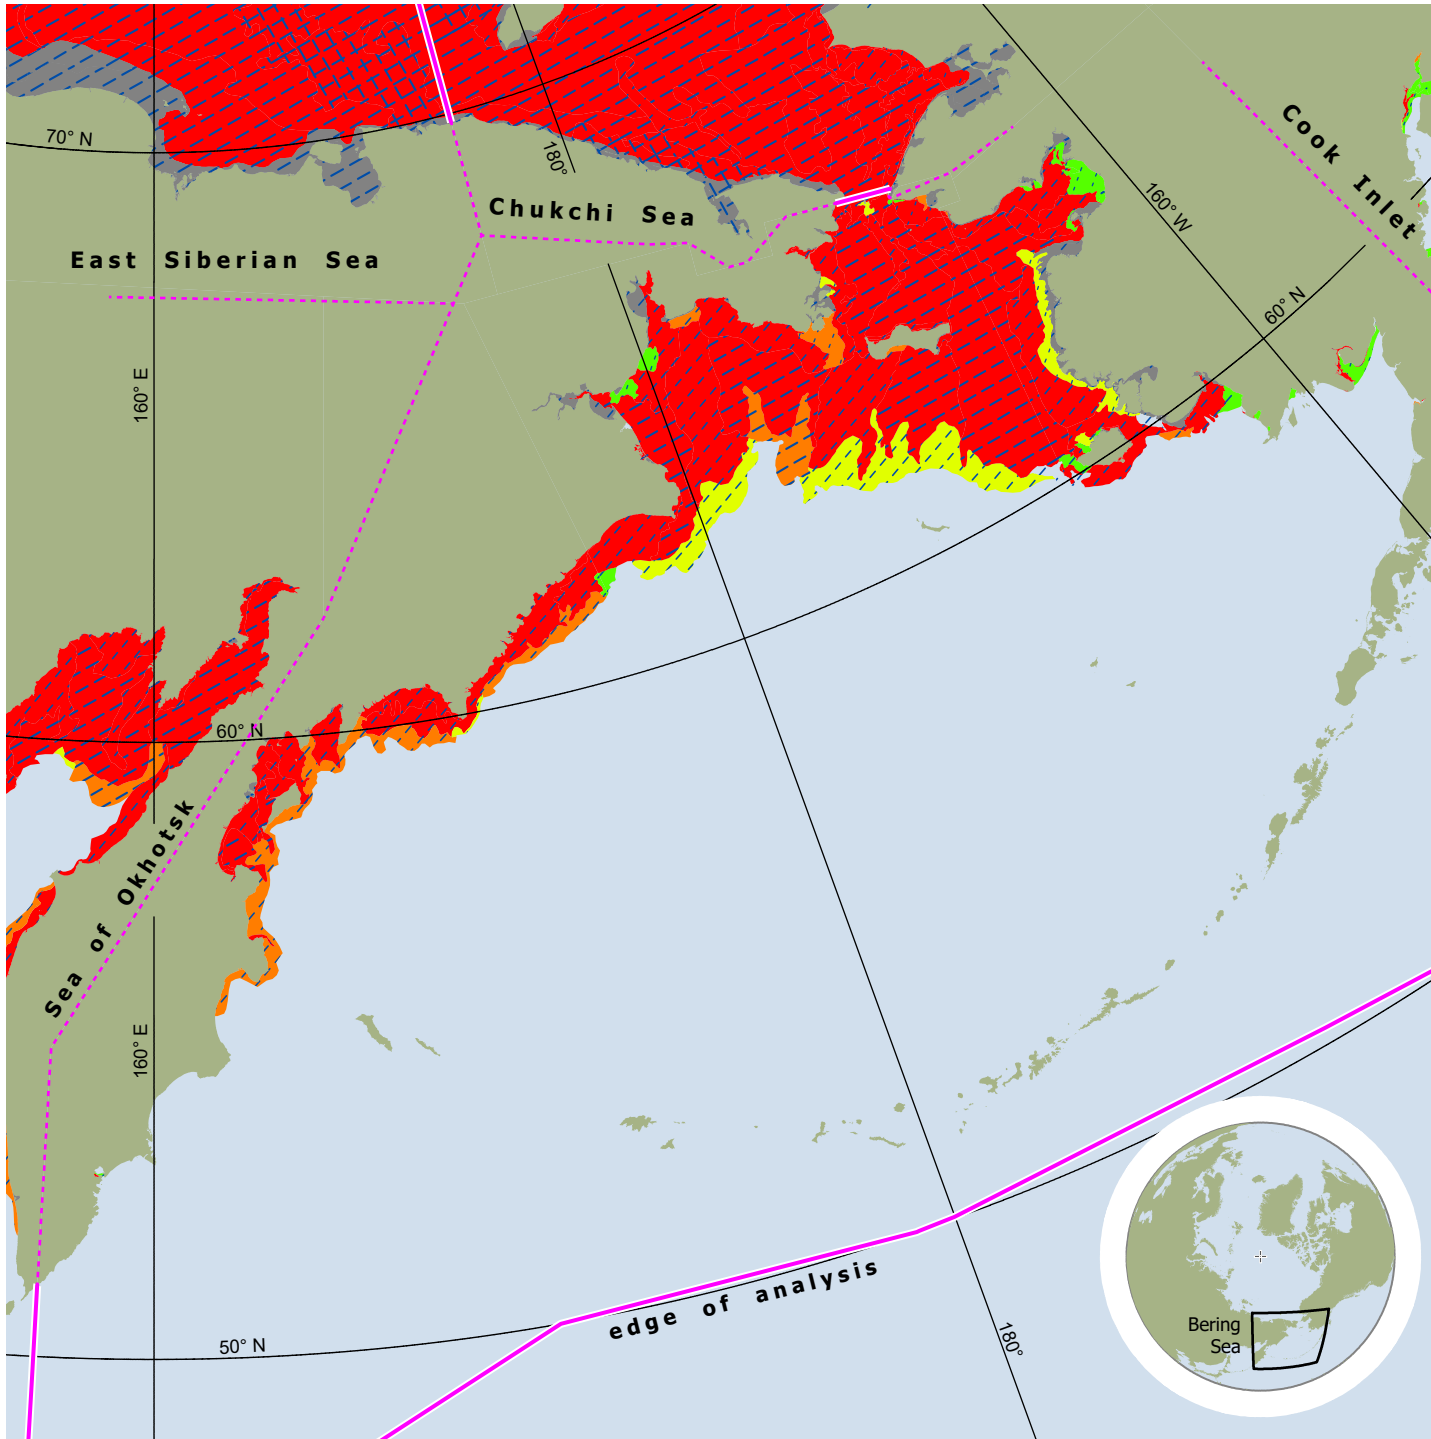 70° N
180°
Cook Inlet
160° W
Chukchi Sea
East Siberian Sea
60° N
160° E
60° N
Sea of Okhotsk
160° E
edge of analysis
50° N
180°
Bering
Sea